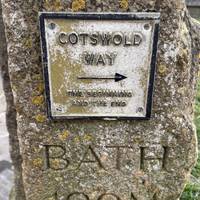 COTSWOLD
WAY
THE BEGINNING
AND THE END
BATH